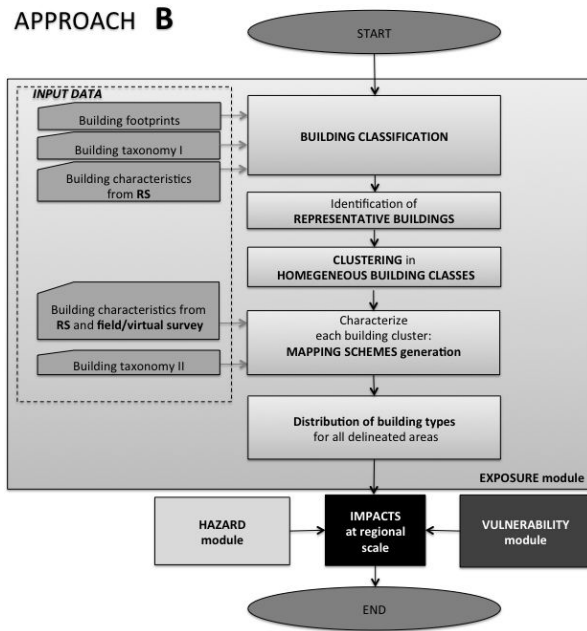 APPROACH B
START
INPUT DATA
Building footprints
Building taxonomy I
Building characteristics
from RS
BUILDING CLASSIFICATION
Identification of
REPRESENTATIVE BUILDINGS
CLUSTERING in
HOMEGENEOUS BUILDING CLASSES
Building characteristics from
RS and field/virtual survey
Building taxonomy II
Characterize
each building cluster:
MAPPING SCHEMES generation
Distribution of building types
for all delineated areas
EXPOSURE module
HAZARD
module
IMPACTS
at regional
scale
VULNERABILITY
module
END